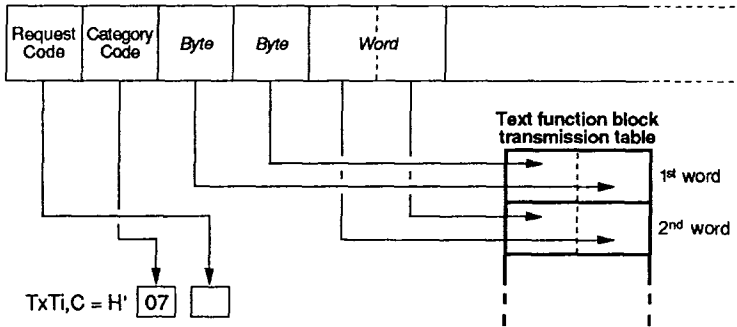 Request Code
Category Code
Byte
Byte
Word
Text function block
transmission table
1st word
2nd word
TxTi,C = H' 07